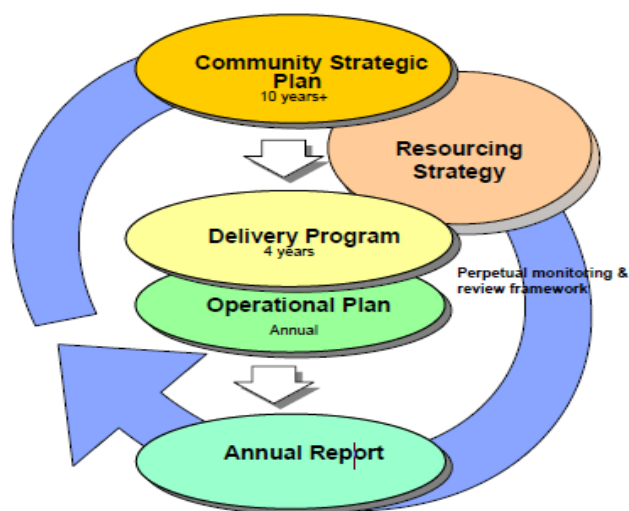 Community Strategic
Plan
10 years+
Resourcing
Strategy
Delivery Program
4 years
Perpetual monitoring &
review framework
Operational Plan
Annual
Annual Report